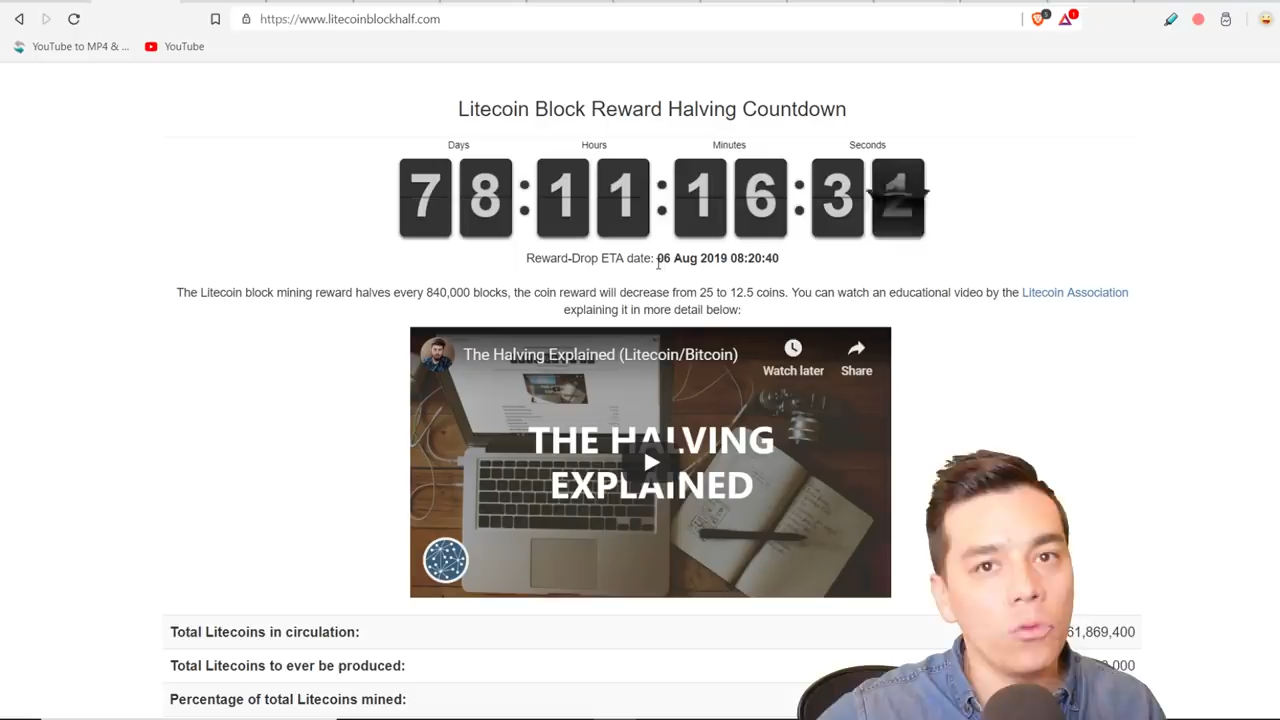 https://www.litecoinblockhalf.com
5
1
YouTube to MP4 & ...
YouTube
Litecoin Block Reward Halving Countdown
Days
Hours
Minutes
Seconds
78:11:16:3
Reward-Drop ETA date: 06 Aug 2019 08:20:40
The Litecoin block mining reward halves every 840,000 blocks, the coin reward will decrease from 25 to 12.5 coins. You can watch an educational video by the Litecoin Association
explaining it in more detail below:
The Halving Explained (Litecoin/Bitcoin)
Watch later
Share
THE HALVING
EXPLAINED
Total Litecoins in circulation:
61,869,400
Total Litecoins to ever be produced:
,000
Percentage of total Litecoins mined: